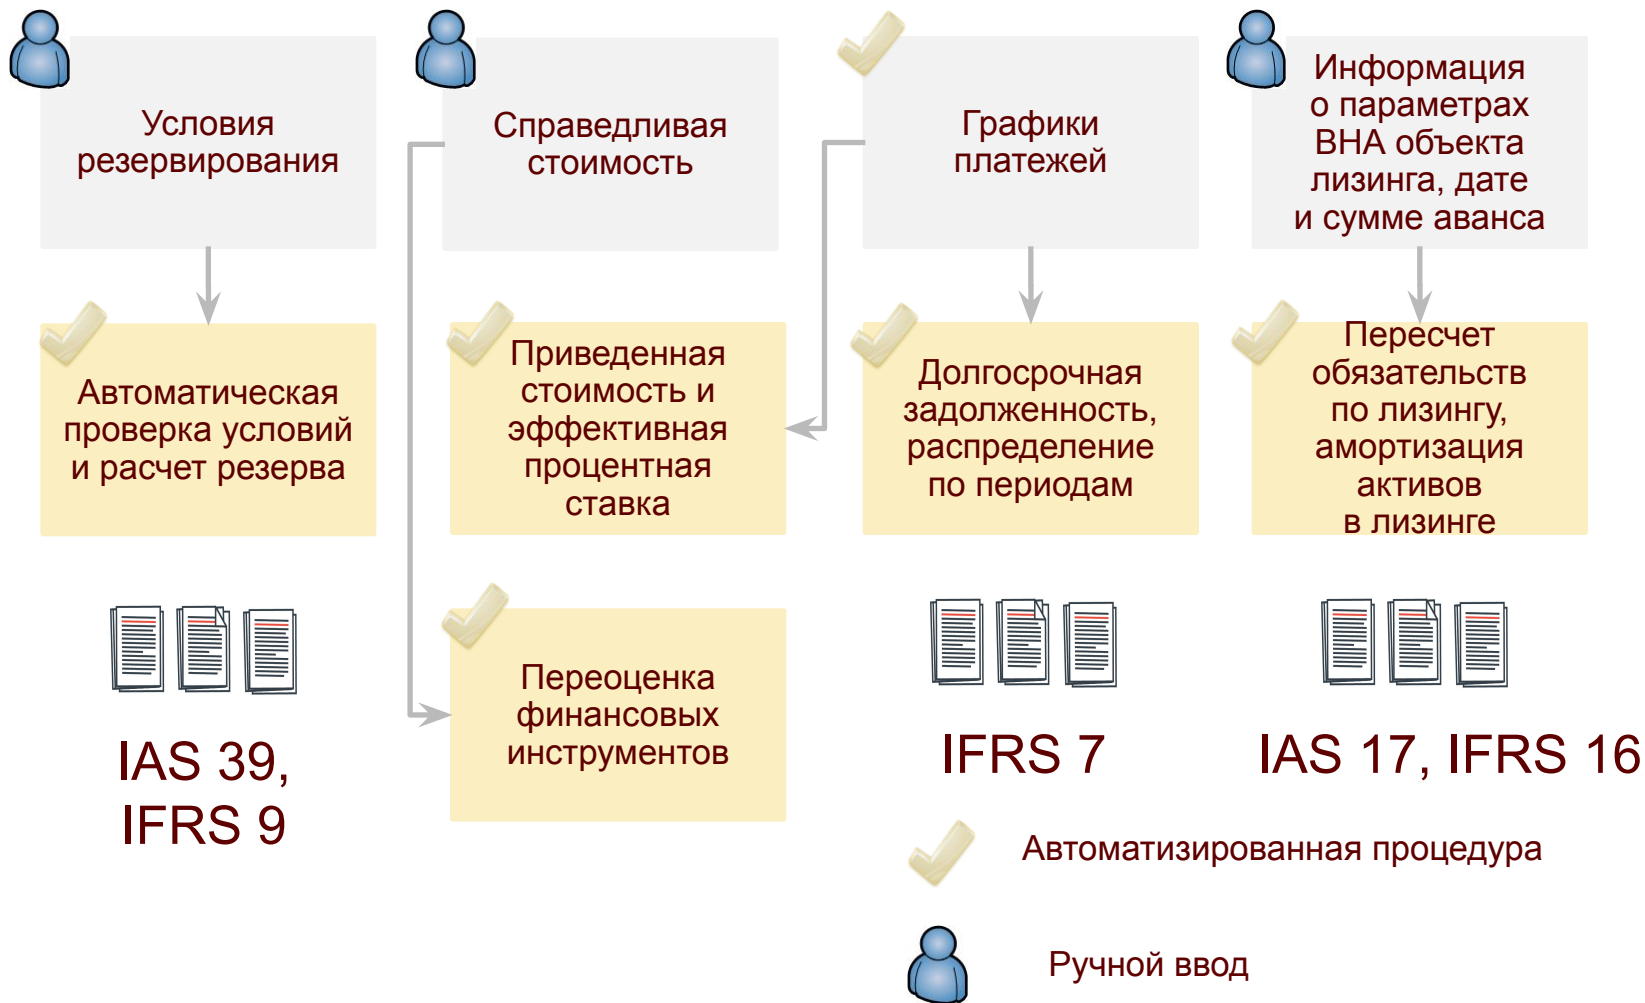 Условия
резервирования
Справедливая
стоимость
Графики
платежей
Информация
о параметрах
ВНА объекта
лизинга, дате
и сумме аванса
Автоматическая
проверка условий
и расчет резерва
Приведенная
стоимость и
эффективная
процентная
ставка
Долгосрочная
задолженность,
распределение
по периодам
Пересчет
обязательств
по лизингу,
амортизация
активов
в лизинге
Переоценка
финансовых
инструментов
IAS 39,
IFRS 9
IFRS 7
IAS 17, IFRS 16
Автоматизированная процедура
Ручной ввод